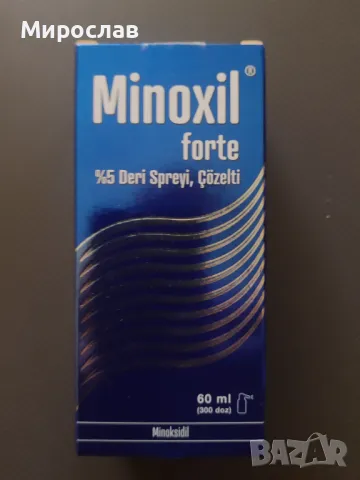 Мирослав
Minoxil®
forte
%5 Deri Spreyi, Çözelti
60 ml
(300 doz)
Minoksidil
BAZAR